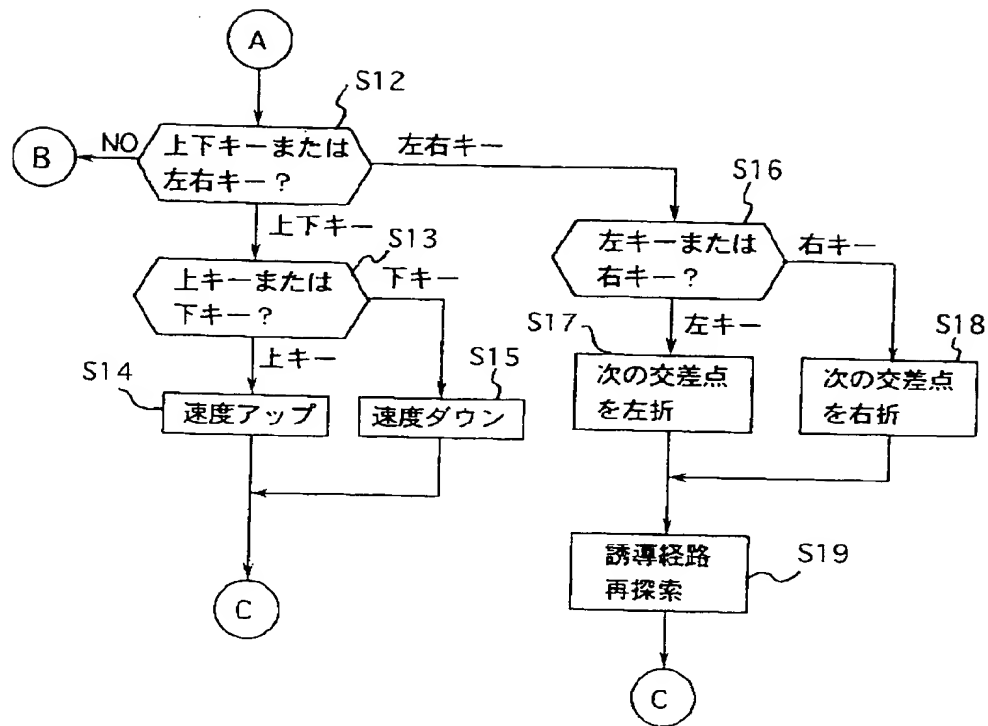 A
S12
B
NO
上下キーまたは
左右キー？
左右キー
S16
上下キー
S13
左キーまたは
右キー？
右キー
上キーまたは
下キー？
下キー
S17
左キー
S18
S14
上キー
S15
次の交差点
を左折
次の交差点
を右折
速度アップ
速度ダウン
誘導経路
再探索
S19
C
C